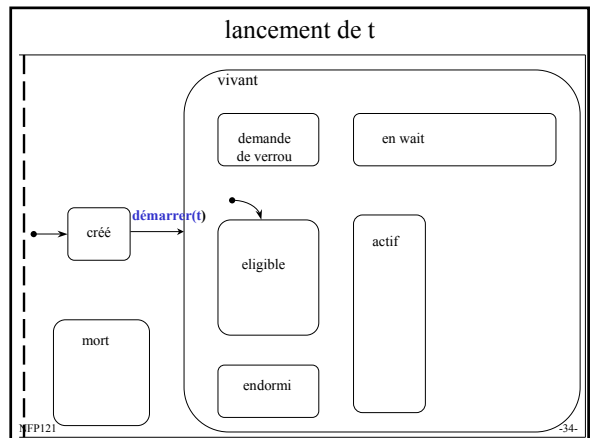 lancement de t
vivant
demande
de verrou
en wait
démarrer(t)
créé
eligible
actif
mort
endormi
NFP121
-34-